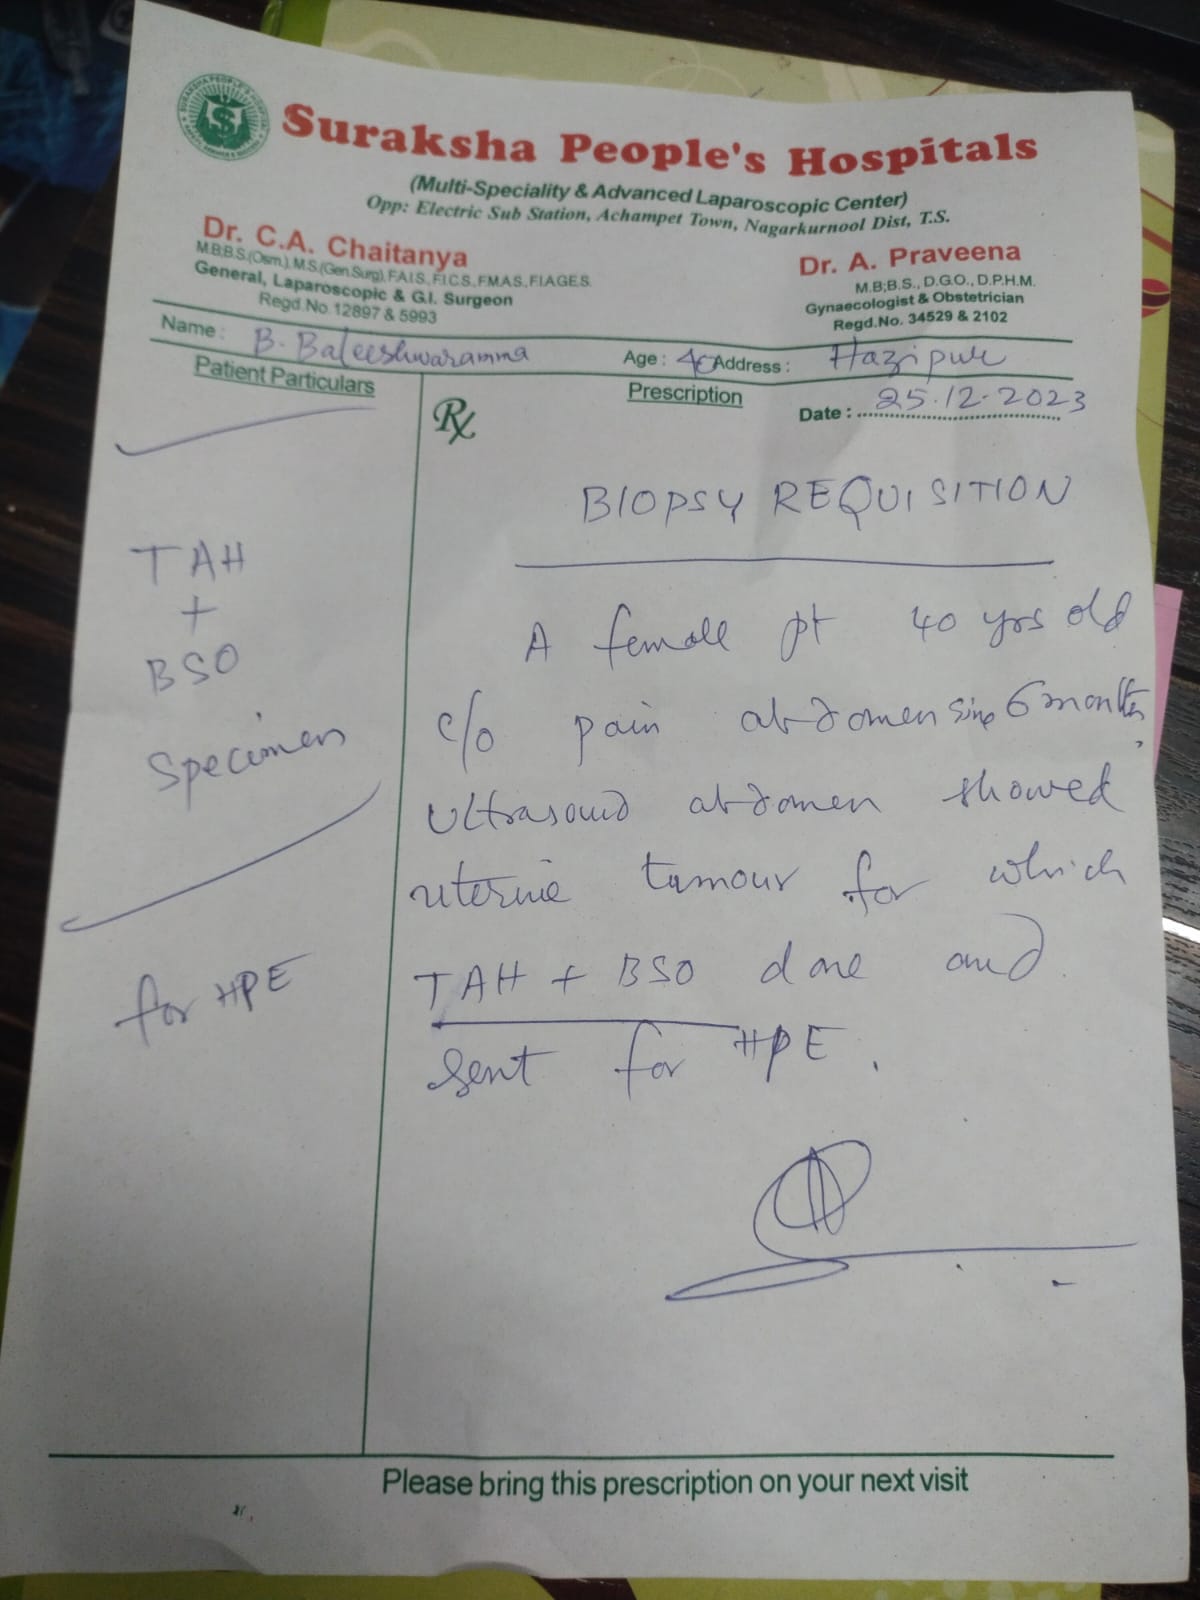 Suraksha People's Hospitals
(Multi-Speciality & Advanced Laparoscopic Center)
Opp: Electric Sub Station, Achampet Town, Nagarkurnool Dist, T.S.
Dr. C.A. Chaitanya
M.B.B.S.(Osm.), M.S.(Gen.Surg), F.A.I.S., F.I.C.S., F.M.A.S., F.I.A.G.E.S.
General, Laparoscopic & G.I. Surgeon
Regd.No.12897 & 5993
Dr. A. Praveena
M.B;B.S., D.G.O., D.P.H.M.
Gynaecologist & Obstetrician
Regd.No. 34529 & 2102
Name: B. Baleeshwaramma Age: Address: Hazipur
Patient Particulars
Prescription
Date: 25.12.2023
Rx
TAH
+
BSO
Specimen
for HPE
BIOPSY REQUISITION
A female pt 40 yrs old
c/o pain abdomen since 6 months,
Ultrasound abdomen showed
uterine tumour for which
TAH + BSO done and
sent for HPE.
Please bring this prescription on your next visit